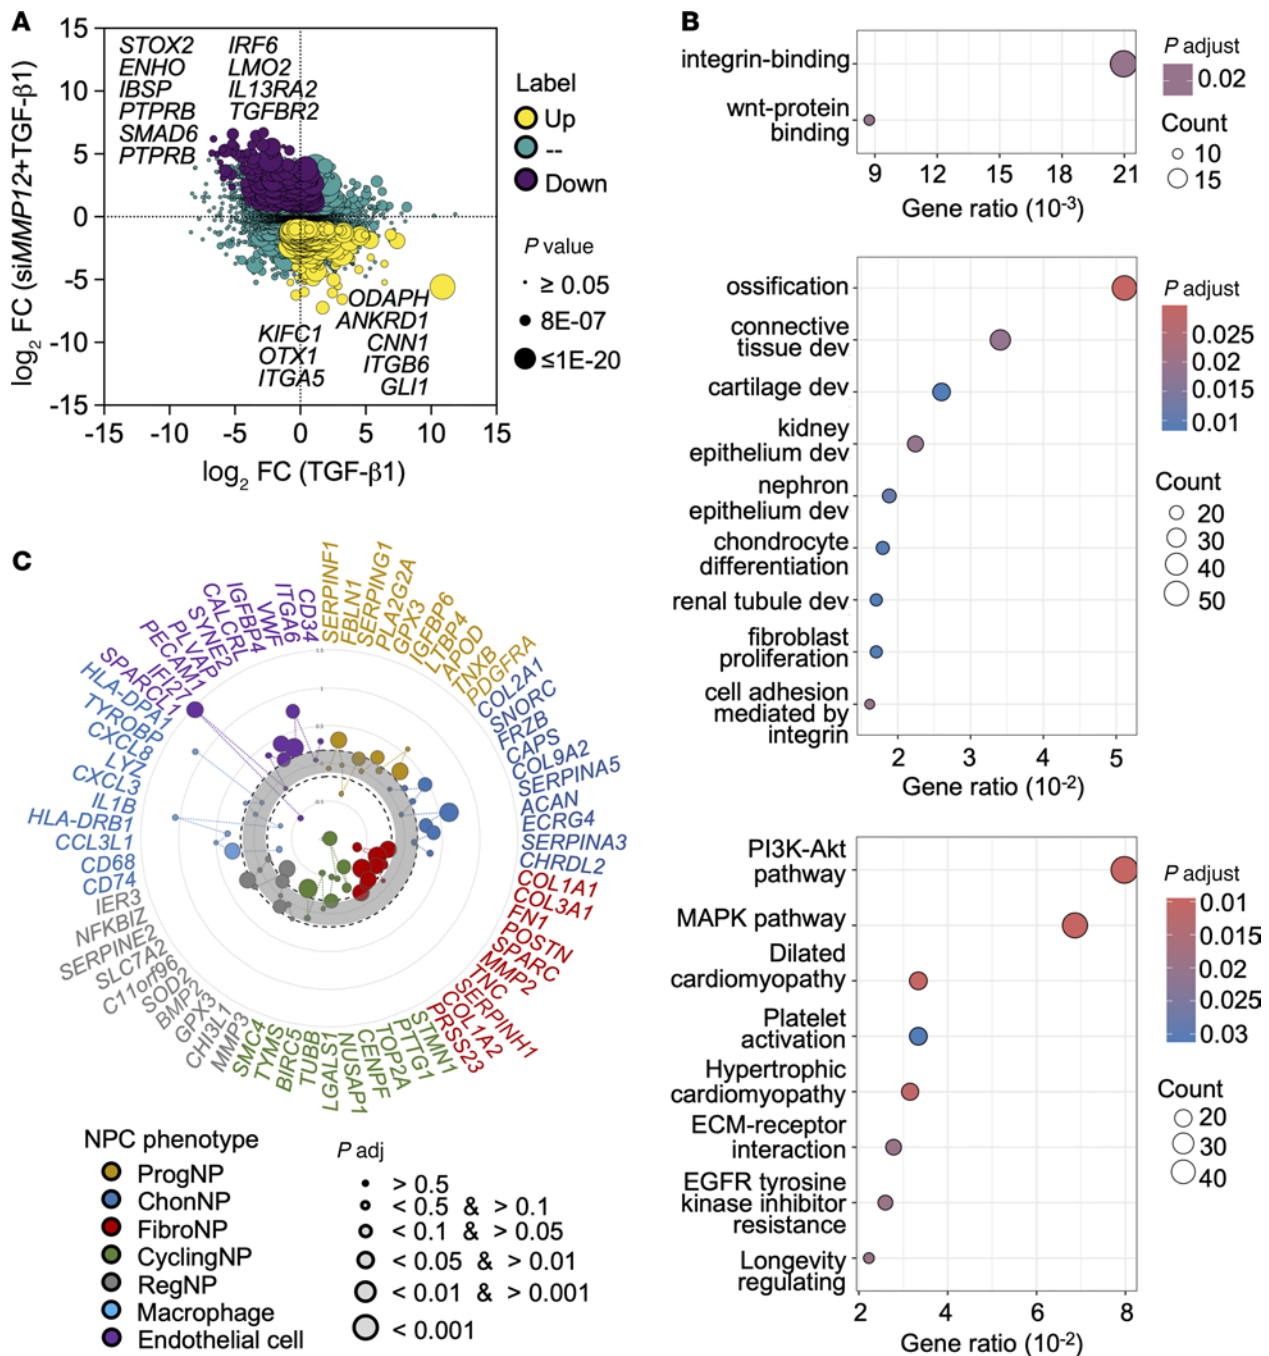 A
15
10
5
0
-5
-10
-15
log2 FC (siMMP12+TGF-β1)
STOX2
ENHO
IBSP
PTPRB
SMAD6
PTPRB
IRF6
LMO2
IL13RA2
TGFBR2
KIFC1
OTX1
ITGA5
ODAPH
ANKRD1
CNN1
ITGB6
GLI1
-15 -10 -5 0 5 10 15
log2 FC (TGF-β1)
Label
Up
--
Down
P value
≥ 0.05
8E-07
≤1E-20
B
integrin-binding
wnt-protein
binding
9 12 15 18 21
Gene ratio (10-3)
P adjust
0.02
Count
10
15
ossification
connective
tissue dev
cartilage dev
kidney
epithelium dev
nephron
epithelium dev
chondrocyte
differentiation
renal tubule dev
fibroblast
proliferation
cell adhesion
mediated by
integrin
2 3 4 5
Gene ratio (10-2)
P adjust
0.025
0.02
0.015
0.01
Count
20
30
40
50
PI3K-Akt
pathway
MAPK pathway
Dilated
cardiomyopathy
Platelet
activation
Hypertrophic
cardiomyopathy
ECM-receptor
interaction
EGFR tyrosine
kinase inhibitor
resistance
Longevity
regulating
2 4 6 8
Gene ratio (10-2)
P adjust
0.01
0.015
0.02
0.025
0.03
Count
20
30
40
C
SERPINF1
FBLN1
SERPING1
PLA2G2A
GPX3
IGFBP6
LTBP4
APOD
TNXB
PDGFRA
COL2A1
SNORC
FRZB
CAPS
COL9A2
SERPINA5
ACAN
ECRG4
SERPINA3
CHRDL2
COL1A1
COL3A1
FN1
POSTN
SPARC
MMP2
TNC
SERPINH1
COL1A2
PRSS23
STMN1
PTTG1
TOP2A
CENPF
NUSAP1
LGALS1
TUBB
BIRC5
TYMS
SMC4
MMP3
CHI3L1
GPX3
BMP2
SOD2
C11orf96
SLC7A2
SERPINE2
NFKBIZ
IER3
CD74
CD68
CCL3L1
HLA-DRB1
IL1B
CXCL3
LYZ
CXCL8
TYROBP
HLA-DPA1
SPARCL1
IFI27
PECAM1
PLVAP
SYNE2
CALCRL
IGFBP4
VWF
ITGA6
CD34
1.5
1
0.5
-0.5
NPC phenotype
ProgNP
ChonNP
FibroNP
CyclingNP
RegNP
Macrophage
Endothelial cell
P adj
> 0.5
< 0.5 & > 0.1
< 0.1 & > 0.05
< 0.05 & > 0.01
< 0.01 & > 0.001
< 0.001